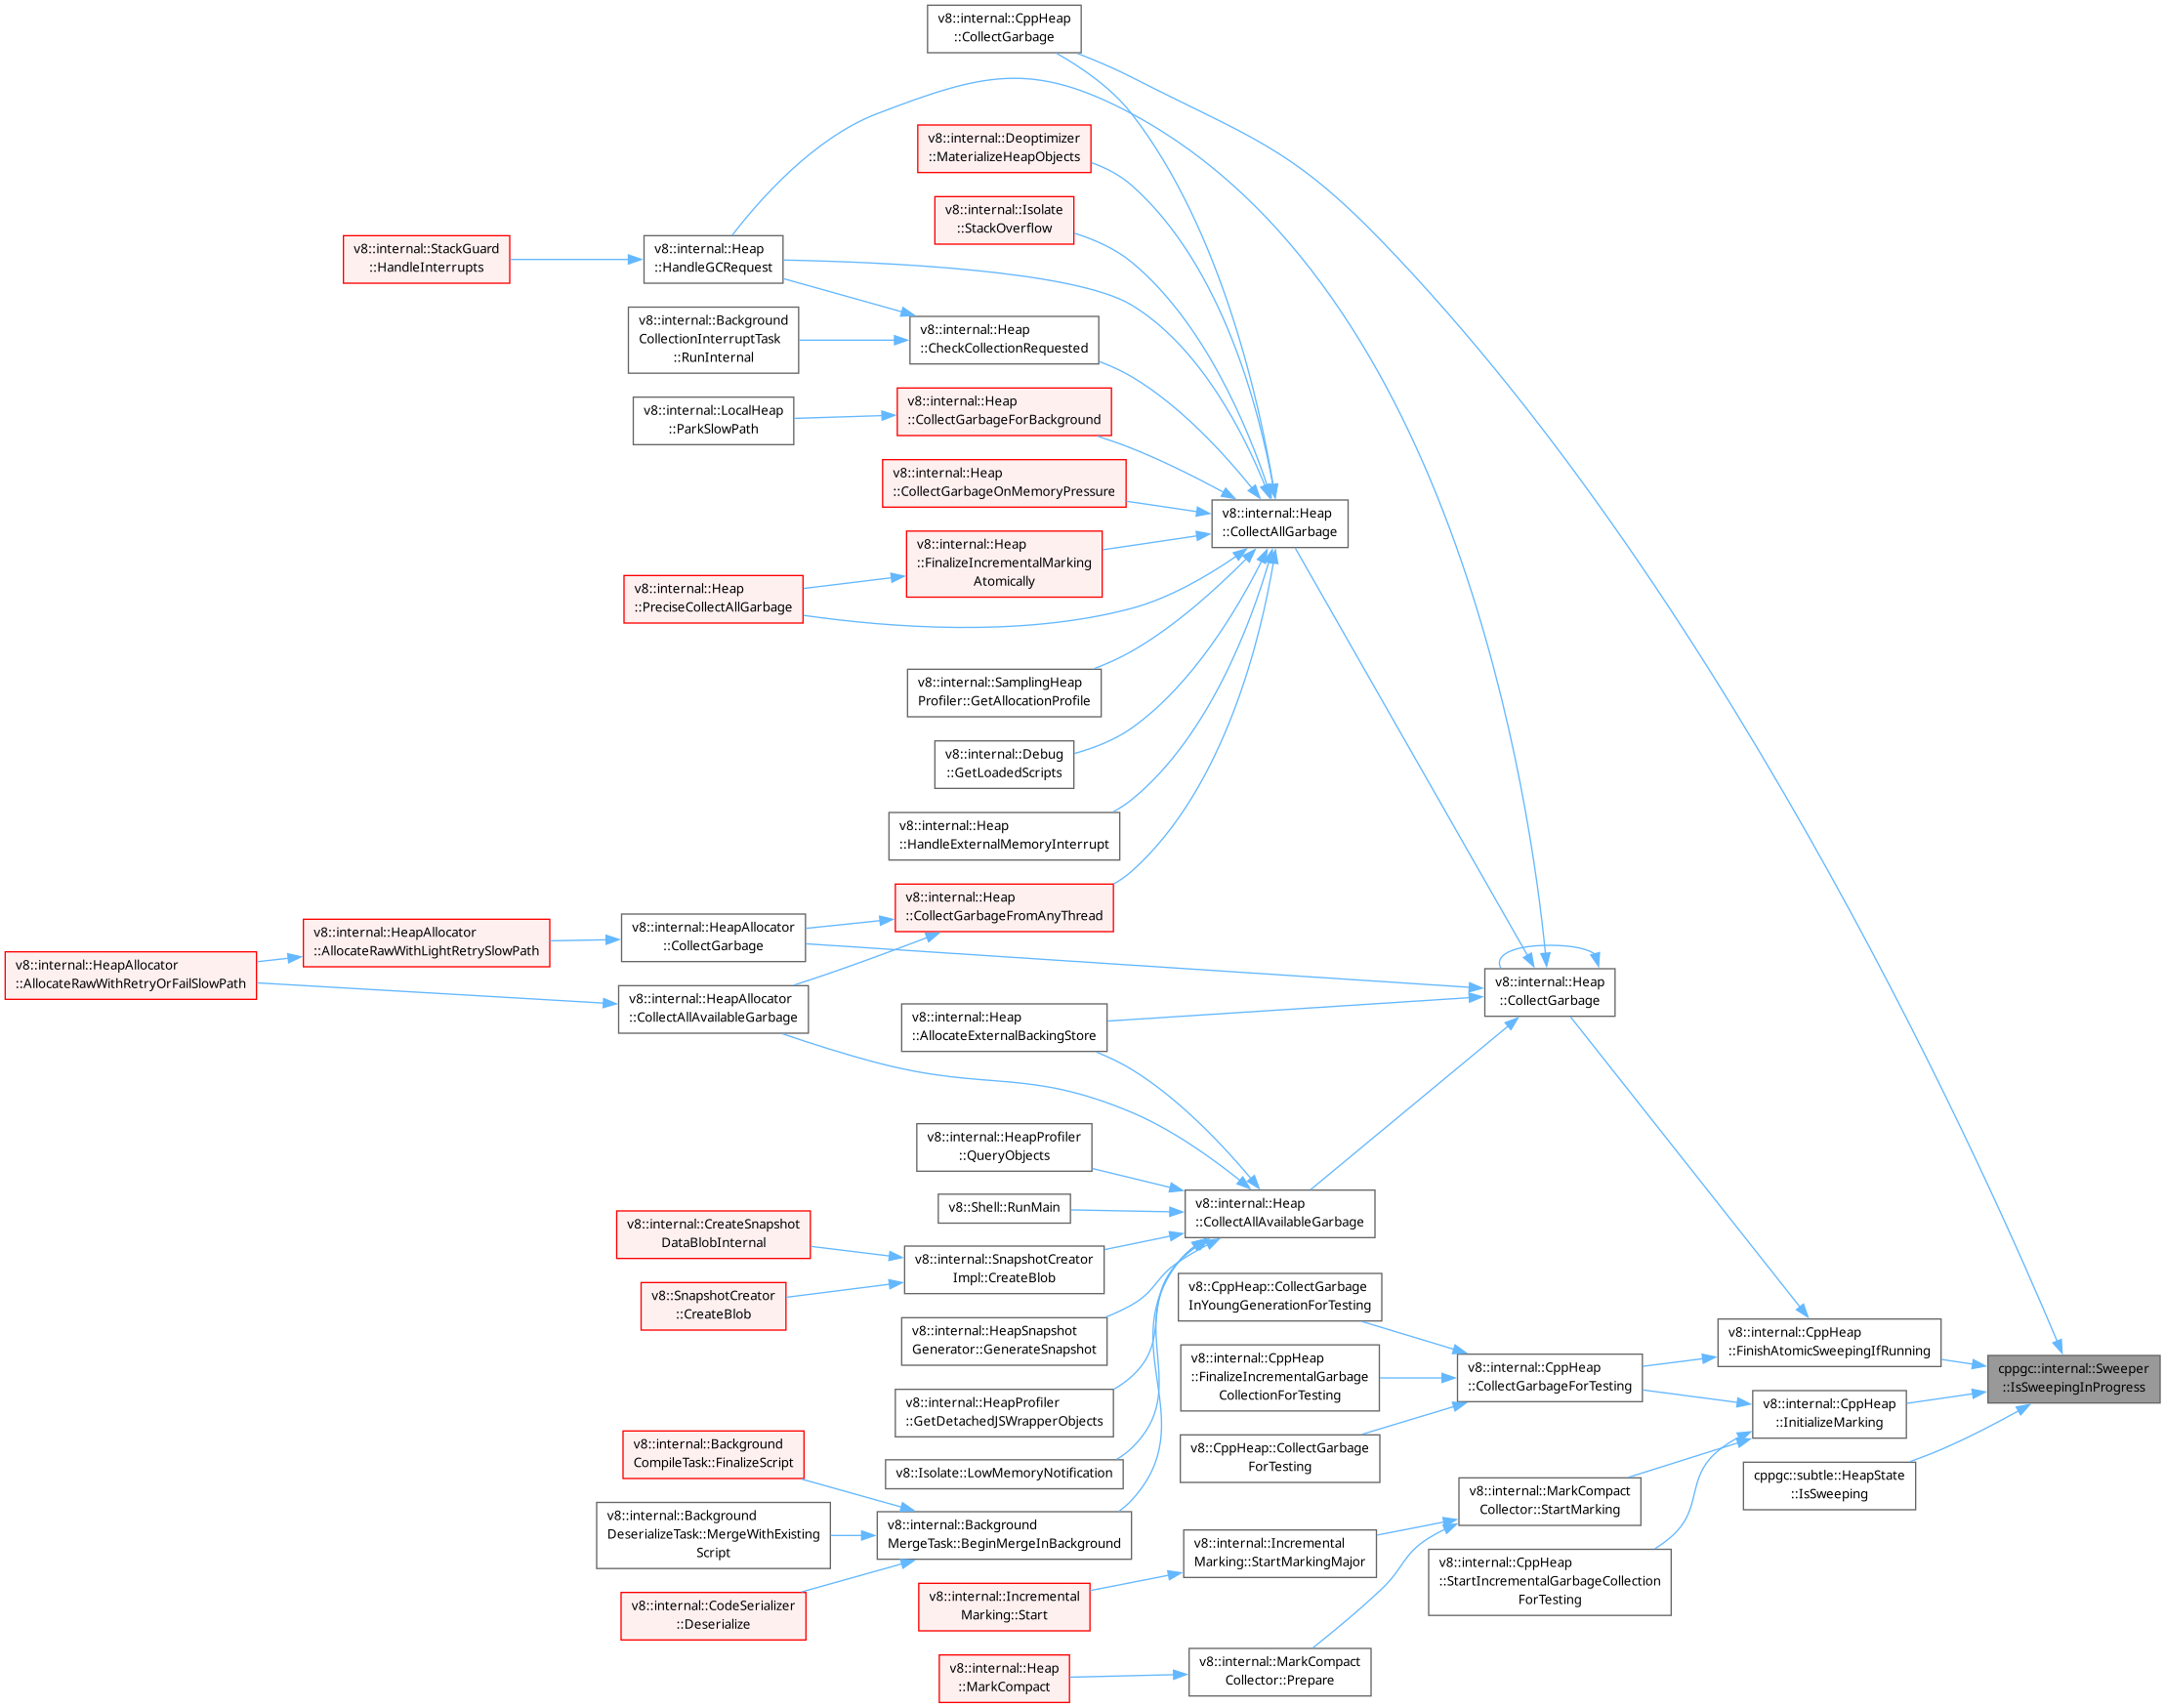 v8::internal::CppHeap
::CollectGarbage
v8::internal::Deoptimizer
::MaterializeHeapObjects
v8::internal::Isolate
::StackOverflow
v8::internal::StackGuard
::HandleInterrupts
v8::internal::Heap
::HandleGCRequest
v8::internal::Background
CollectionInterruptTask
::RunInternal
v8::internal::Heap
::CheckCollectionRequested
v8::internal::LocalHeap
::ParkSlowPath
v8::internal::Heap
::CollectGarbageForBackground
v8::internal::Heap
::CollectGarbageOnMemoryPressure
v8::internal::Heap
::CollectAllGarbage
v8::internal::Heap
::FinalizeIncrementalMarking
Atomically
v8::internal::Heap
::PreciseCollectAllGarbage
v8::internal::SamplingHeap
Profiler::GetAllocationProfile
v8::internal::Debug
::GetLoadedScripts
v8::internal::Heap
::HandleExternalMemoryInterrupt
v8::internal::Heap
::CollectGarbageFromAnyThread
v8::internal::HeapAllocator
::CollectGarbage
v8::internal::HeapAllocator
::AllocateRawWithLightRetrySlowPath
v8::internal::HeapAllocator
::AllocateRawWithRetryOrFailSlowPath
v8::internal::HeapAllocator
::CollectAllAvailableGarbage
v8::internal::Heap
::AllocateExternalBackingStore
v8::internal::Heap
::CollectGarbage
v8::internal::HeapProfiler
::QueryObjects
v8::Shell::RunMain
v8::internal::Heap
::CollectAllAvailableGarbage
v8::internal::CreateSnapshot
DataBlobInternal
v8::internal::SnapshotCreator
Impl::CreateBlob
v8::SnapshotCreator
::CreateBlob
v8::internal::HeapSnapshot
Generator::GenerateSnapshot
v8::CppHeap::CollectGarbage
InYoungGenerationForTesting
v8::internal::CppHeap
::FinalizeIncrementalGarbage
CollectionForTesting
v8::internal::CppHeap
::CollectGarbageForTesting
v8::internal::CppHeap
::FinishAtomicSweepingIfRunning
cppgc::internal::Sweeper
::IsSweepingInProgress
v8::internal::HeapProfiler
::GetDetachedJSWrapperObjects
v8::internal::CppHeap
::InitializeMarking
v8::CppHeap::CollectGarbage
ForTesting
v8::internal::Background
CompileTask::FinalizeScript
v8::Isolate::LowMemoryNotification
cppgc::subtle::HeapState
::IsSweeping
v8::internal::MarkCompact
Collector::StartMarking
v8::internal::Background
DeserializeTask::MergeWithExisting
Script
v8::internal::Background
MergeTask::BeginMergeInBackground
v8::internal::Incremental
Marking::StartMarkingMajor
v8::internal::CppHeap
::StartIncrementalGarbageCollection
ForTesting
v8::internal::CodeSerializer
::Deserialize
v8::internal::Incremental
Marking::Start
v8::internal::Heap
::MarkCompact
v8::internal::MarkCompact
Collector::Prepare